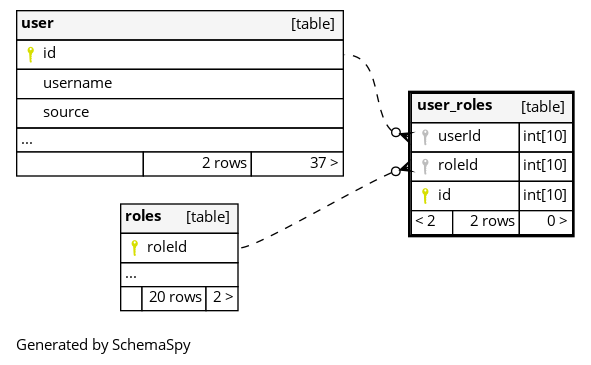 user [table]
id
username
source
...
2 rows 37 >
user_roles [table]
userId int[10]
roleId int[10]
id int[10]
< 2 2 rows 0 >
roles [table]
roleId
...
20 rows 2 >
Generated by SchemaSpy